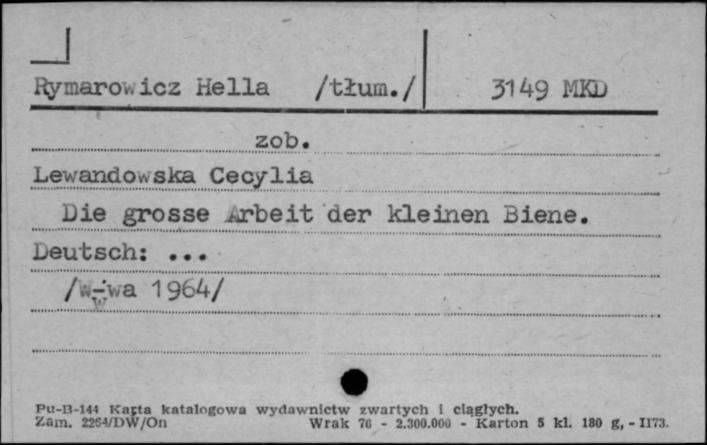 Rymarowicz Hella /tłum./ 3149 MKD
zob.
Lewandowska Cecylia
Die grosse Arbeit der kleinen Biene.
Deutsch: ...
/W-wa 1964/
Pu-B-144 Karta katalogowa wydawnictw zwartych i ciągłych.
Zam. 2264/DW/On Wrak 76 - 2.300.000 - Karton 5 kl. 180 g, - II73.